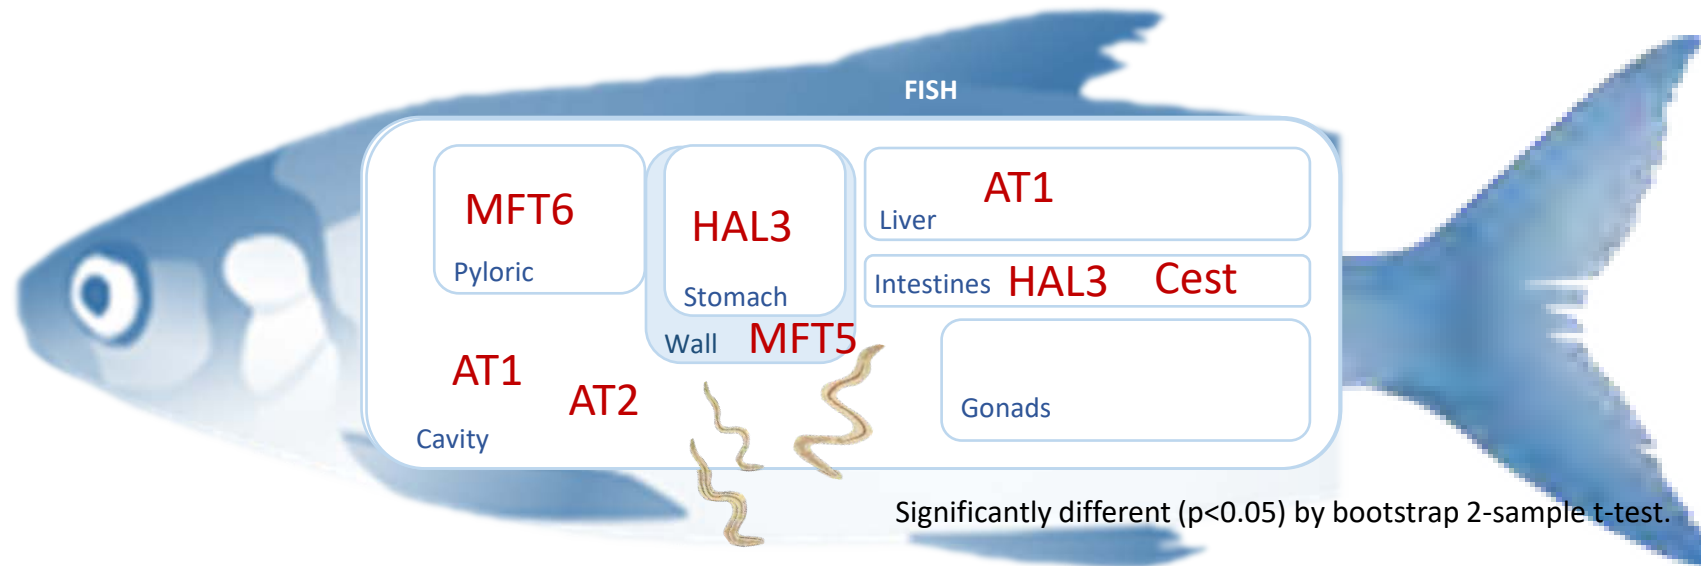 FISH
MFT6
Pyloric
HAL3
Stomach
Wall MFT5
AT1
Liver
Intestines HAL3 Cest
Gonads
AT1
AT2
Cavity
Significantly different (p<0.05) by bootstrap 2-sample t-test.